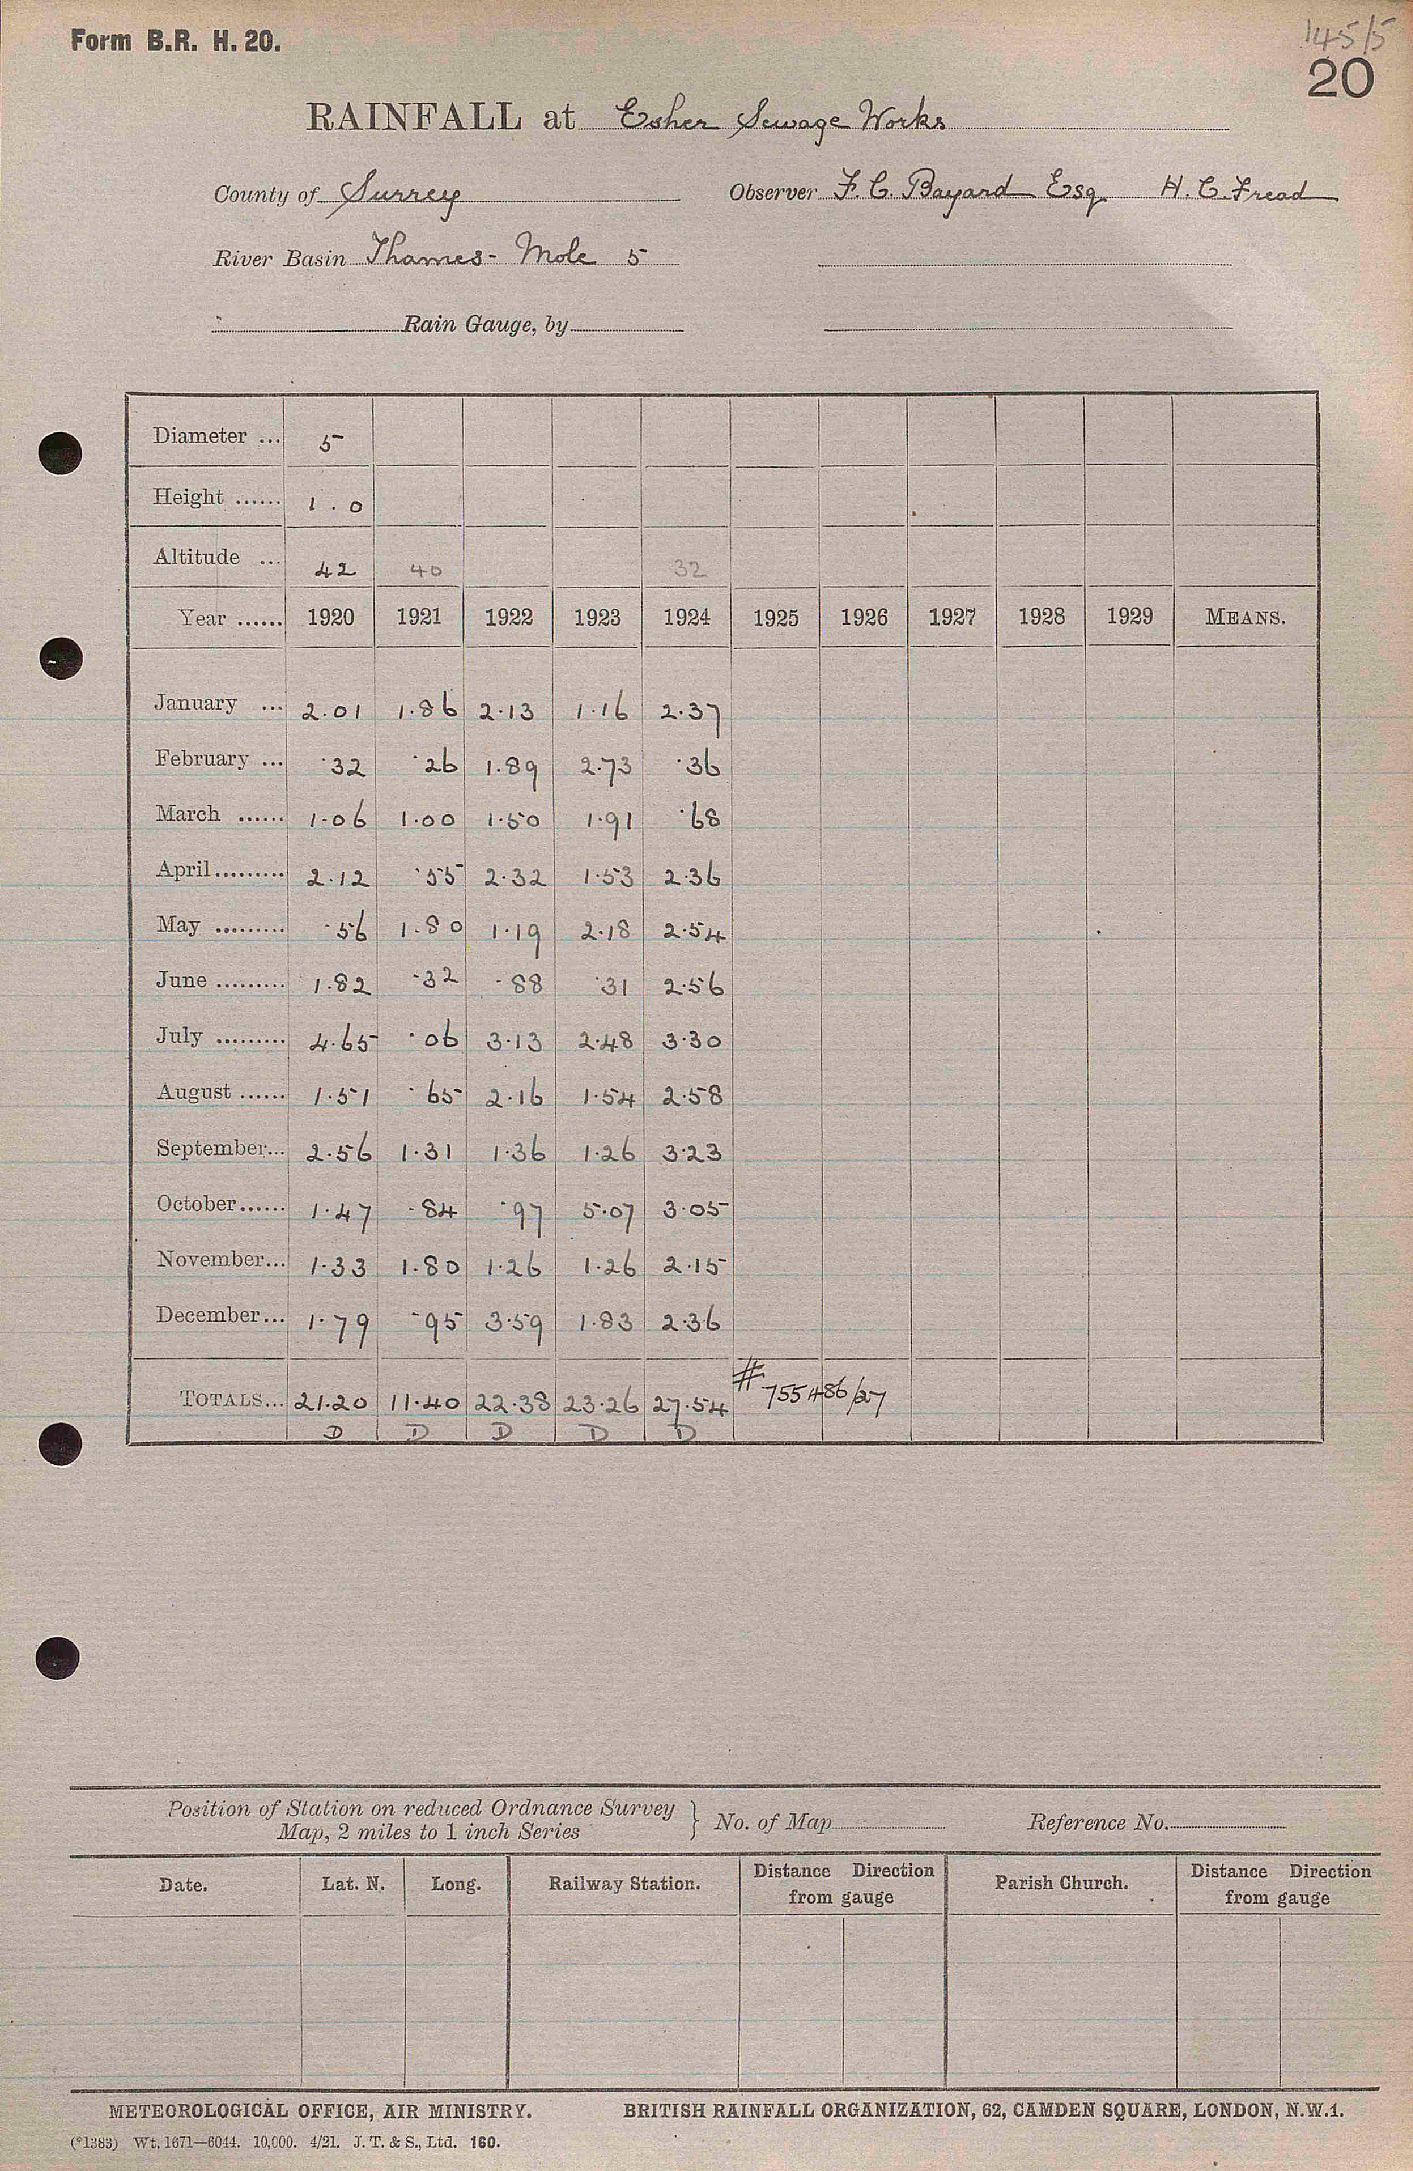 Form B.R. H. 20.
145/5
20
RAINFALL at Esher Sewage Works
County of Surrey Observer F. C. Bayard Esq H. C. Fread
River Basin Thames - Mole 5
Rain Gauge, by
Diameter ... 5
Height ...... 1.0
Altitude ... 42 40 32
Year ...... 1920 1921 1922 1923 1924 1925 1926 1927 1928 1929 MEANS.
January ... 2.01 1.86 2.13 1.16 2.37
February ... .32 .26 1.89 2.73 .36
March ...... 1.06 1.00 1.50 1.91 .68
April ......... 2.12 .55 2.32 1.53 2.36
May ......... .56 1.80 1.19 2.18 2.54
June ......... 1.82 .32 .88 .31 2.56
July ......... 4.65 .06 3.13 2.48 3.30
August ...... 1.51 .65 2.16 1.54 2.58
September... 2.56 1.31 1.36 1.26 3.23
October...... 1.47 .84 .97 5.07 3.05
November... 1.33 1.80 1.26 1.26 2.15
December... 1.79 .95 3.59 1.83 2.36
TOTALS... 21.20 11.40 22.38 23.26 27.54 # 755486/27
D D D D D
Position of Station on reduced Ordnance Survey
Map, 2 miles to 1 inch Series } No. of Map Reference No.
Date. Lat. N. Long. Railway Station. Distance Direction from gauge Parish Church. Distance Direction from gauge
METEOROLOGICAL OFFICE, AIR MINISTRY. BRITISH RAINFALL ORGANIZATION, 62, CAMDEN SQUARE, LONDON, N.W.1.
(*1383) Wt. 1671—6044. 10,000. 4/21. J. T. & S., Ltd. 160.